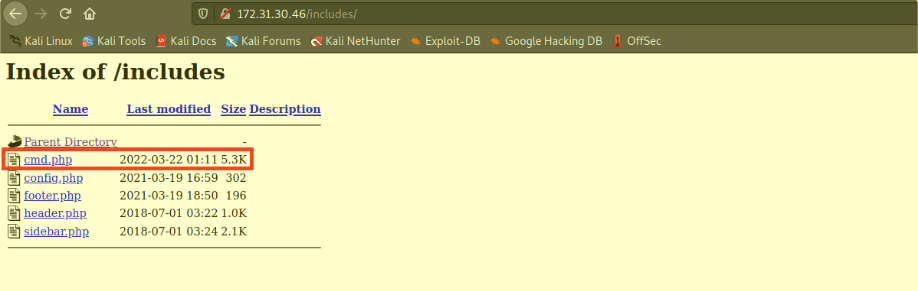 172.31.30.46/includes/
Kali Linux Kali Tools Kali Docs Kali Forums Kali NetHunter Exploit-DB Google Hacking DB OffSec
Index of /includes
Name Last modified Size Description
Parent Directory -
cmd.php 2022-03-22 01:11 5.3K
config.php 2021-03-19 16:59 302
footer.php 2021-03-19 18:50 196
header.php 2018-07-01 03:22 1.0K
sidebar.php 2018-07-01 03:24 2.1K